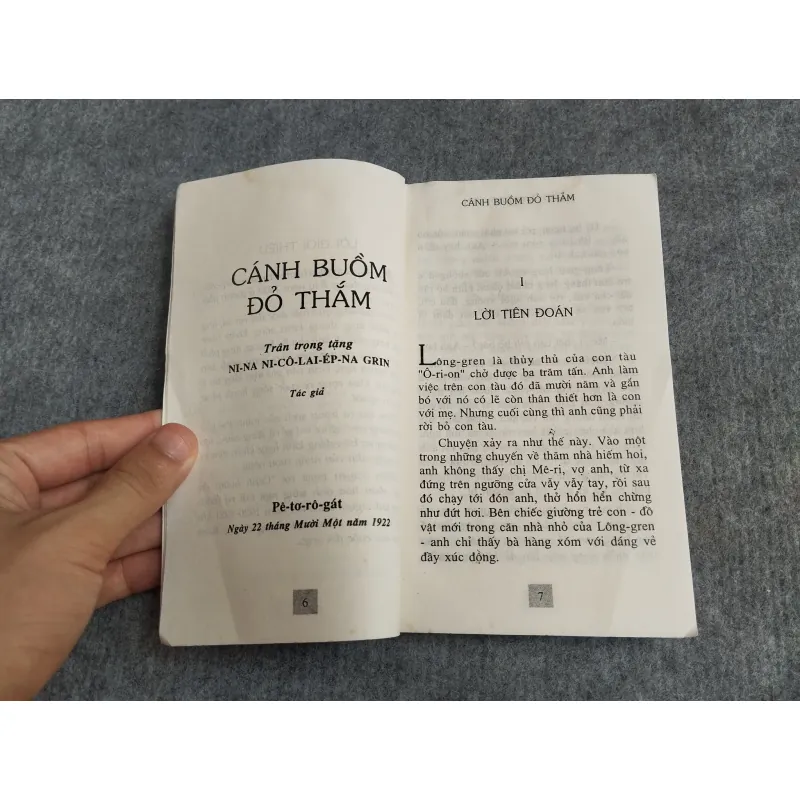 CÁNH BUỒM
ĐỎ THẮM
Trân trọng tặng
NI-NA NI-CÔ-LAI-ÉP-NA GRIN
Tác giả
Pê-tơ-rô-gát
Ngày 22 tháng Mười Một năm 1922
6
CÁNH BUỒM ĐỎ THẮM
I
LỜI TIÊN ĐOÁN
Lông-gren là thủy thủ của con tàu
"Ô-ri-on" chở được ba trăm tấn. Anh làm
việc trên con tàu đó đã mười năm và gắn
bó với nó có lẽ còn thân thiết hơn là con
với mẹ. Nhưng cuối cùng thì anh cũng phải
rời bỏ con tàu.
Chuyện xảy ra như thế này. Vào một
trong những chuyến về thăm nhà hiếm hoi,
anh không thấy chị Mê-ri, vợ anh, từ xa
đứng trên ngưỡng cửa vẫy vẫy tay, rồi sau
đó chạy tới đón anh, thở hổn hển chừng
như đứt hơi. Bên chiếc giường trẻ con - đồ
vật mới trong căn nhà nhỏ của Lông-gren
- anh chỉ thấy bà hàng xóm với dáng vẻ
đầy xúc động.
7